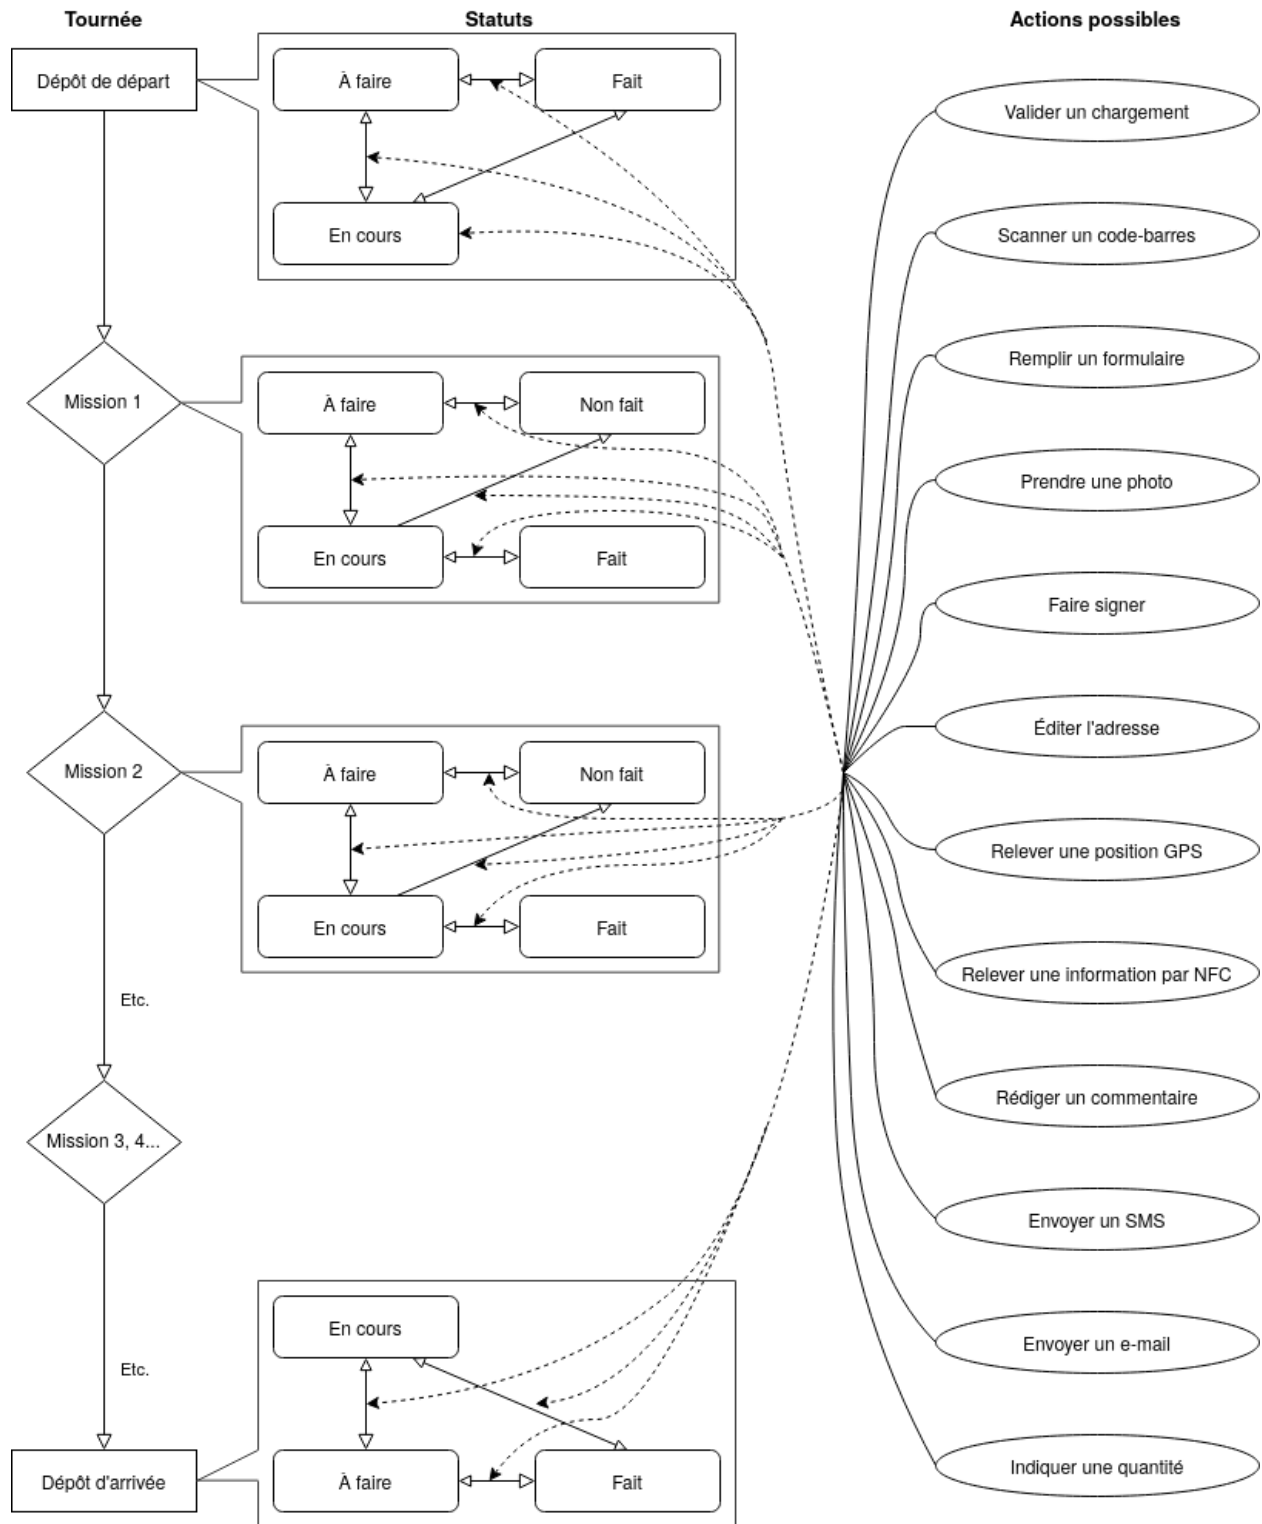 Tournée
Statuts
Actions possibles
Dépôt de départ
À faire
Fait
En cours
Valider un chargement
Scanner un code-barres
Remplir un formulaire
Mission 1
À faire
Non fait
En cours
Fait
Prendre une photo
Faire signer
Éditer l'adresse
Mission 2
À faire
Non fait
En cours
Fait
Relever une position GPS
Relever une information par NFC
Etc.
Mission 3, 4...
Rédiger un commentaire
Envoyer un SMS
Etc.
En cours
Envoyer un e-mail
Dépôt d'arrivée
À faire
Fait
Indiquer une quantité